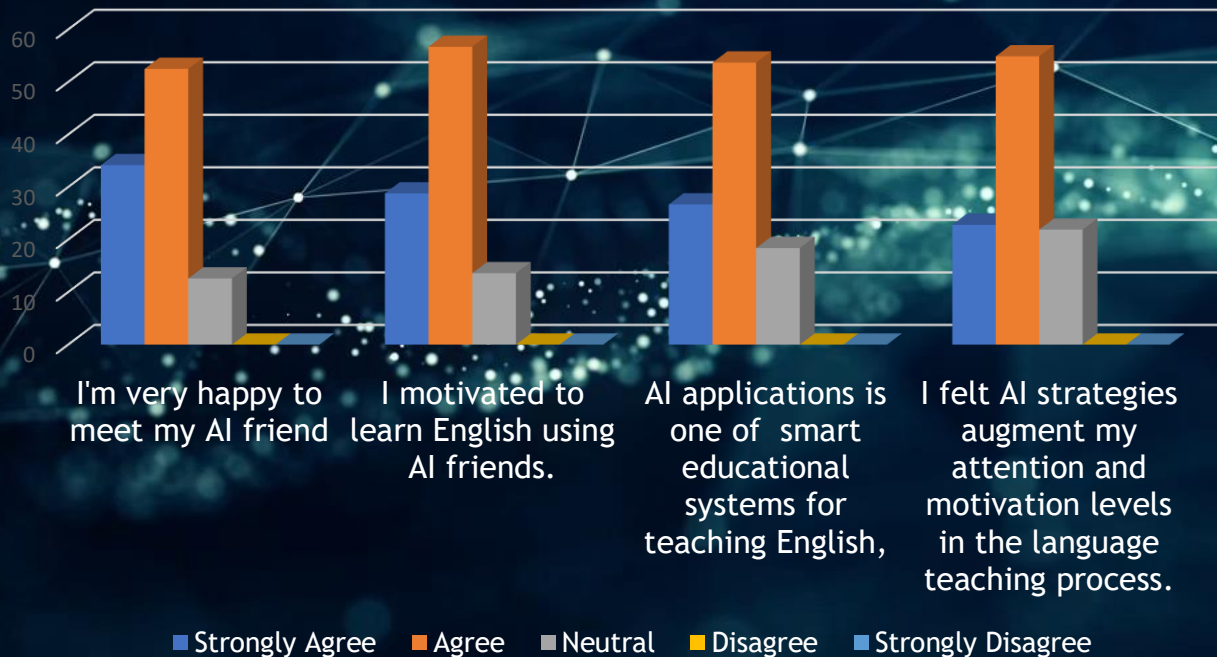 60
50
40
30
20
10
0
I'm very happy to
meet my AI friend
I motivated to
learn English using
AI friends.
AI applications is
one of smart
educational
systems for
teaching English,
I felt AI strategies
augment my
attention and
motivation levels
in the language
teaching process.
Strongly Agree Agree Neutral Disagree Strongly Disagree